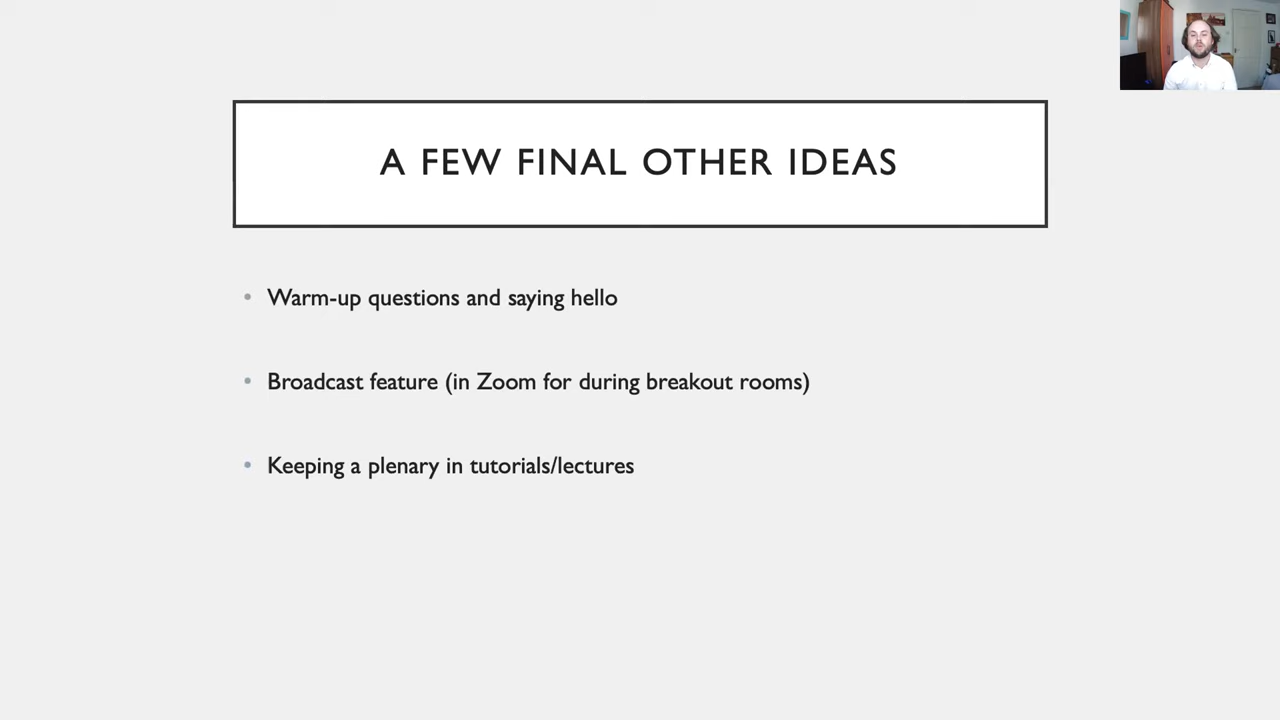 A FEW FINAL OTHER IDEAS
• Warm-up questions and saying hello
• Broadcast feature (in Zoom for during breakout rooms)
• Keeping a plenary in tutorials/lectures